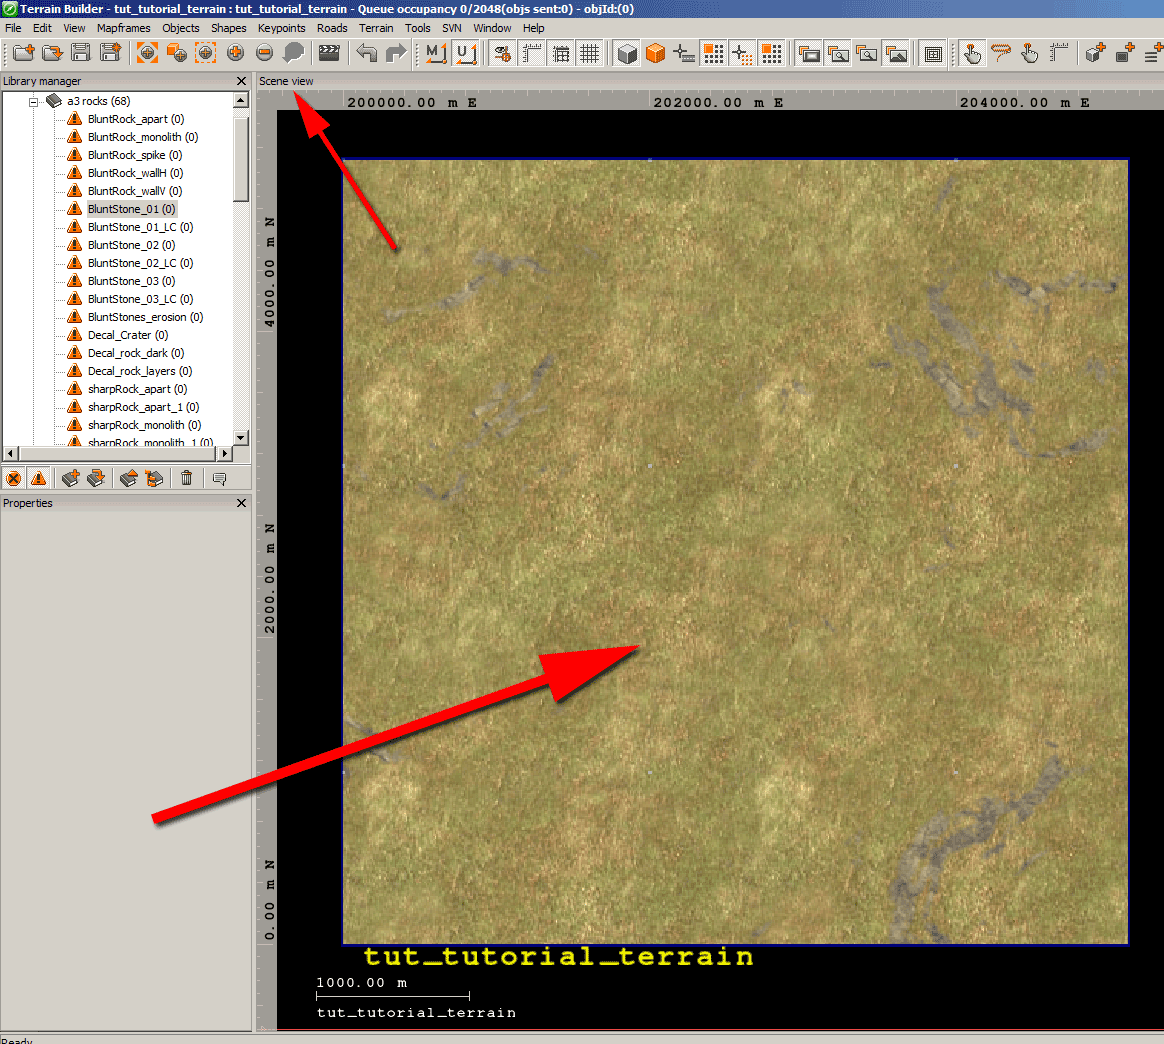 Terrain Builder - tut_tutorial_terrain : tut_tutorial_terrain - Queue occupancy 0/2048(objs sent:0) - objId:(0)
File Edit View Mapframes Objects Shapes Keypoints Roads Terrain Tools SVN Window Help
M U
Library manager
a3 rocks (68)
BluntRock_apart (0)
BluntRock_monolith (0)
BluntRock_spike (0)
BluntRock_wallH (0)
BluntRock_wallV (0)
BluntStone_01 (0)
BluntStone_01_LC (0)
BluntStone_02 (0)
BluntStone_02_LC (0)
BluntStone_03 (0)
BluntStone_03_LC (0)
BluntStones_erosion (0)
Decal_Crater (0)
Decal_rock_dark (0)
Decal_rock_layers (0)
sharpRock_apart (0)
sharpRock_apart_1 (0)
sharpRock_monolith (0)
sharpRock_monolith_1 (0)
Properties
Scene view
200000.00 m E 202000.00 m E 204000.00 m E
4000.00 m N
2000.00 m N
0.00 m N
tut_tutorial_terrain
1000.00 m
tut_tutorial_terrain
Ready